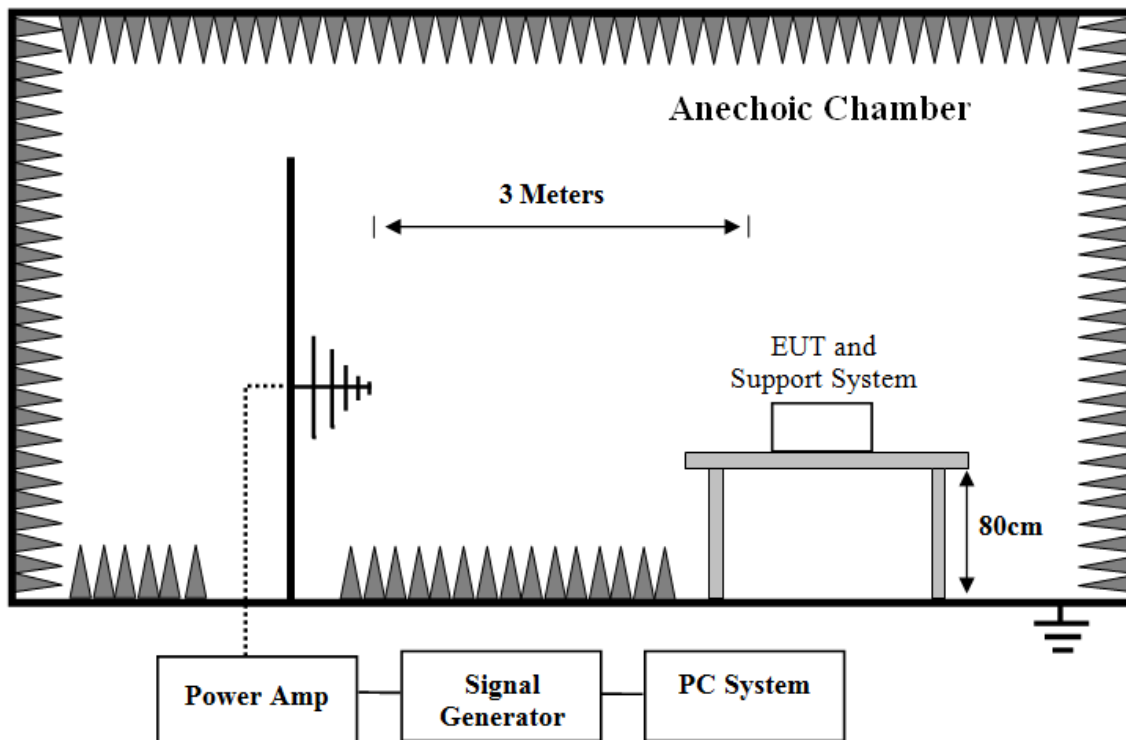 Anechoic Chamber
3 Meters
EUT and
Support System
80cm
Power Amp
Signal
Generator
PC System